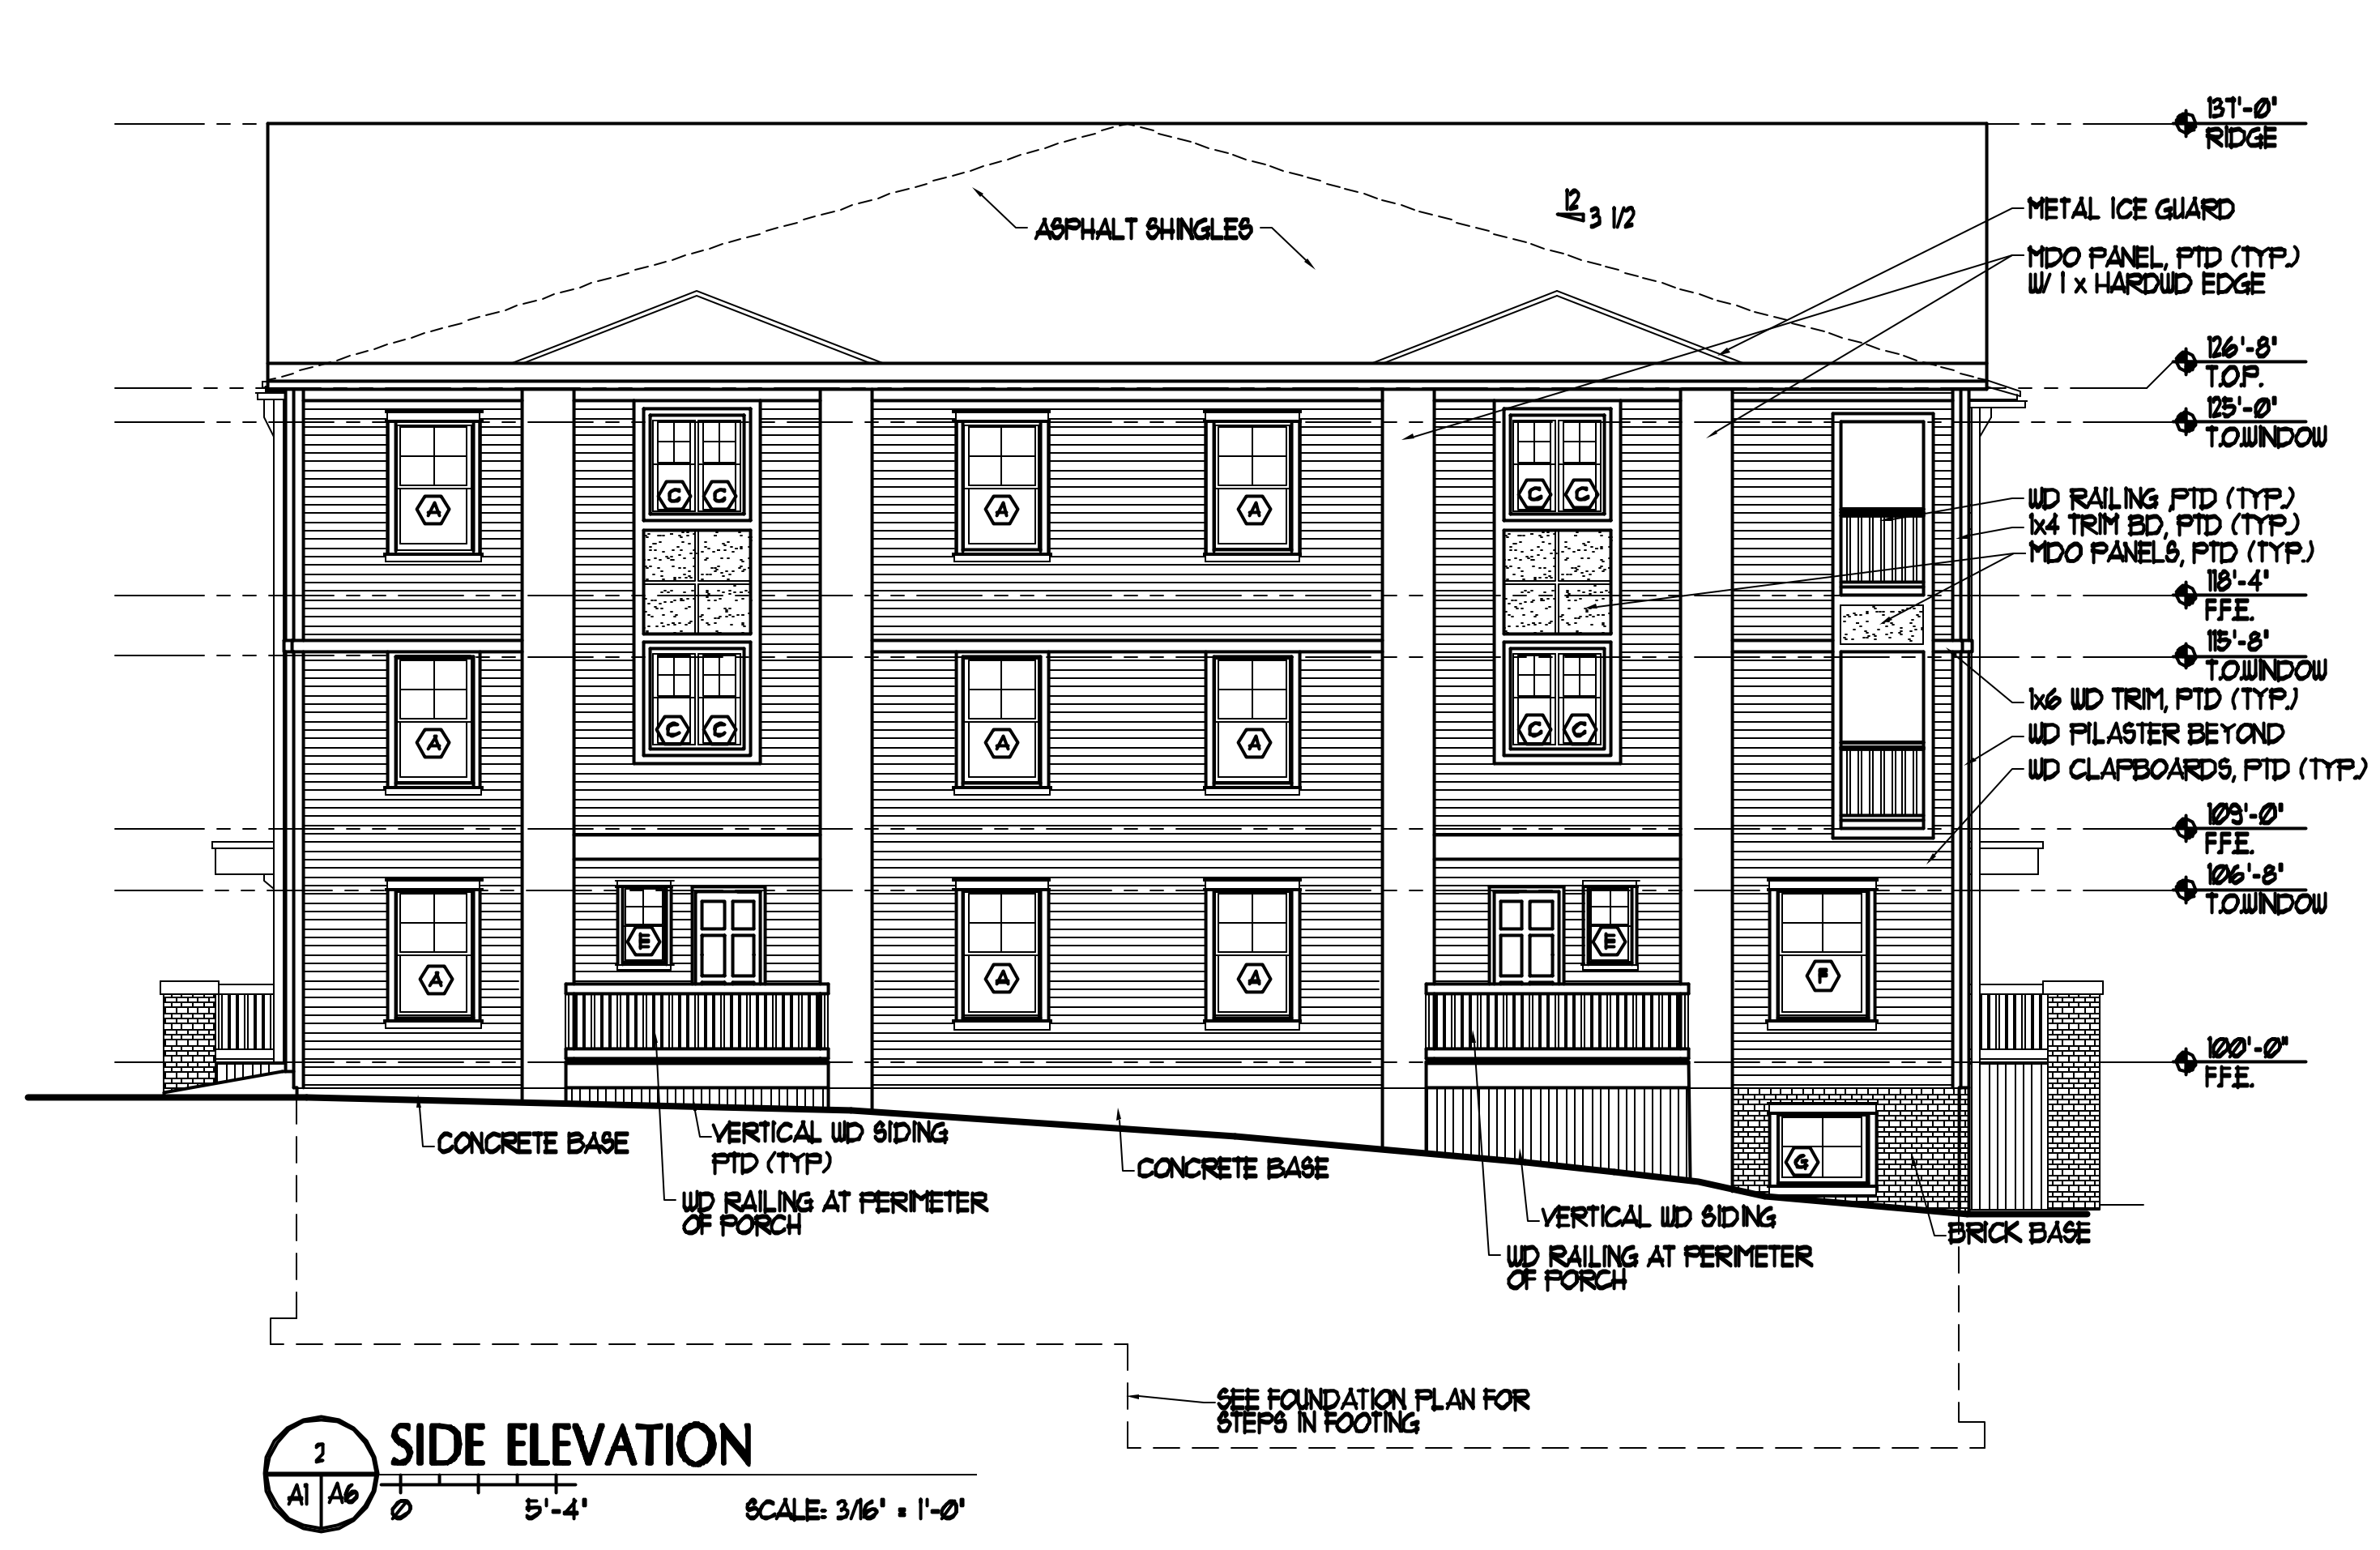 137'-0"
RIDGE
12
3 1/2
METAL ICE GUARD
ASPHALT SHINGLES
MDO PANEL, PTD (TYP.)
W/ 1 x HARDWD EDGE
126'-8"
T.O.P.
125'-0"
T.O.WINDOW
C C
C C
A
A
A
WD RAILING ,PTD (TYP.)
1x4 TRIM BD, PTD (TYP.)
MDO PANELS, PTD (TYP.)
118'-4"
F.F.E.
115'-8"
T.O.WINDOW
1x6 WD TRIM, PTD (TYP.)
C C
C C
A
A
A
WD PILASTER BEYOND
WD CLAPBOARDS, PTD (TYP.)
109'-0"
F.F.E.
106'-8"
T.O.WINDOW
E
E
A
A
A
F
100'-0"
F.F.E.
CONCRETE BASE
VERTICAL WD SIDING
PTD (TYP.)
CONCRETE BASE
G
WD RAILING AT PERIMETER
OF PORCH
VERTICAL WD SIDING
BRICK BASE
WD RAILING AT PERIMETER
OF PORCH
SEE FOUNDATION PLAN FOR
STEPS IN FOOTING
2
A1 A6
SIDE ELEVATION
0 5'-4" SCALE: 3/16" = 1'-0"